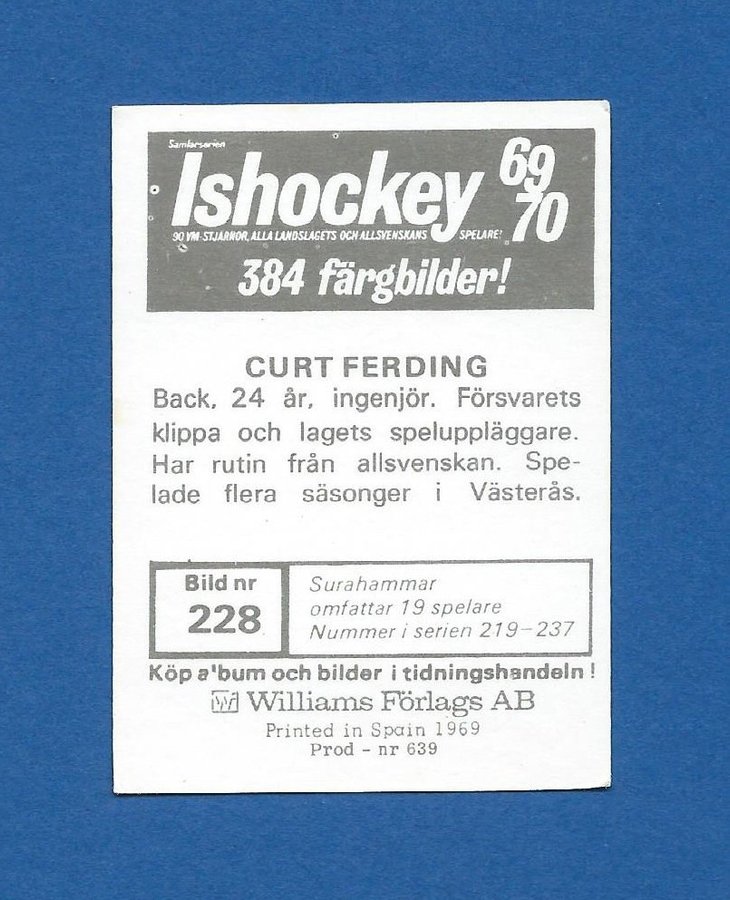 Samlarserien
Ishockey 69 70
90 VM-STJÄRNOR, ALLA LANDSLAGETS OCH ALLSVENSKANS SPELARE!
384 färgbilder!
CURT FERDING
Back, 24 år, ingenjör. Försvarets
klippa och lagets speluppläggare.
Har rutin från allsvenskan. Spe-
lade flera säsonger i Västerås.
Bild nr
228
Surahammar
omfattar 19 spelare
Nummer i serien 219–237
Köp a'bum och bilder i tidningshandeln!
Wf Williams Förlags AB
Printed in Spain 1969
Prod - nr 639